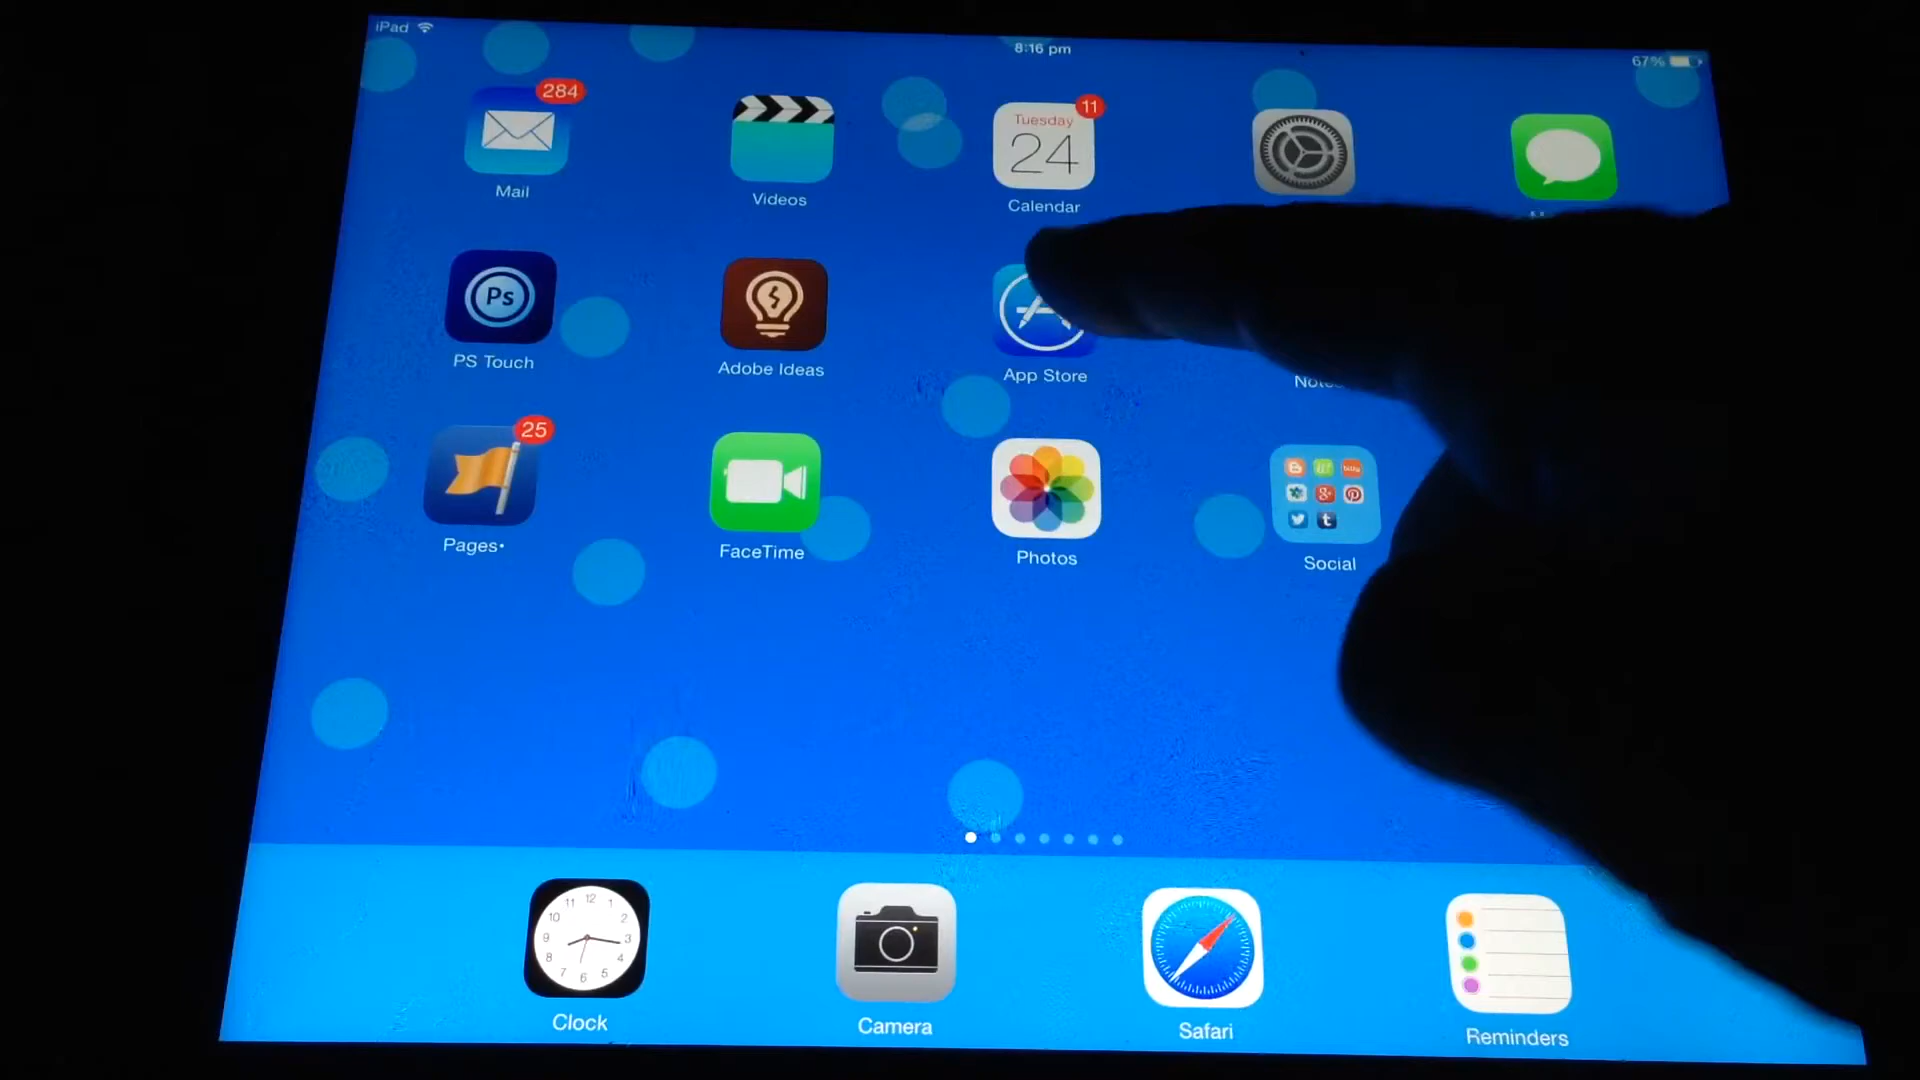 iPad
8:16 pm
67%
284
Mail
Videos
11
Tuesday
24
Calendar
Ps
PS Touch
Adobe Ideas
App Store
25
Pages
FaceTime
Photos
Social
12
1
2
3
4
5
6
7
8
9
10
11
Clock
Camera
Safari
Reminders